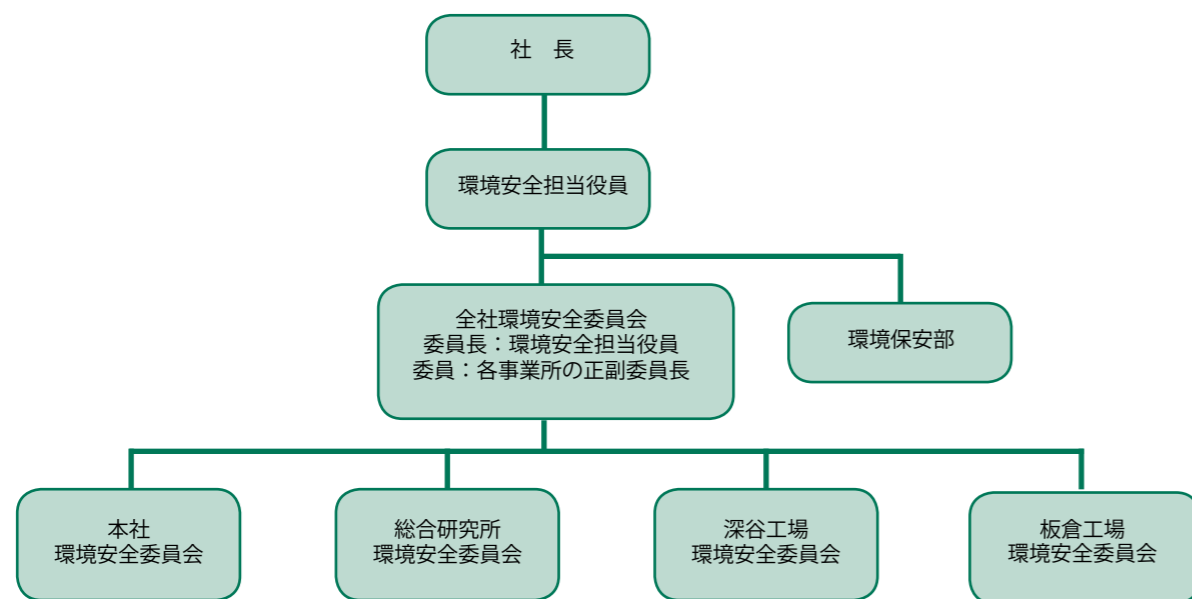 社　長
環境安全担当役員
全社環境安全委員会
委員長：環境安全担当役員
委員：各事業所の正副委員長
環境保安部
本社
環境安全委員会
総合研究所
環境安全委員会
深谷工場
環境安全委員会
板倉工場
環境安全委員会